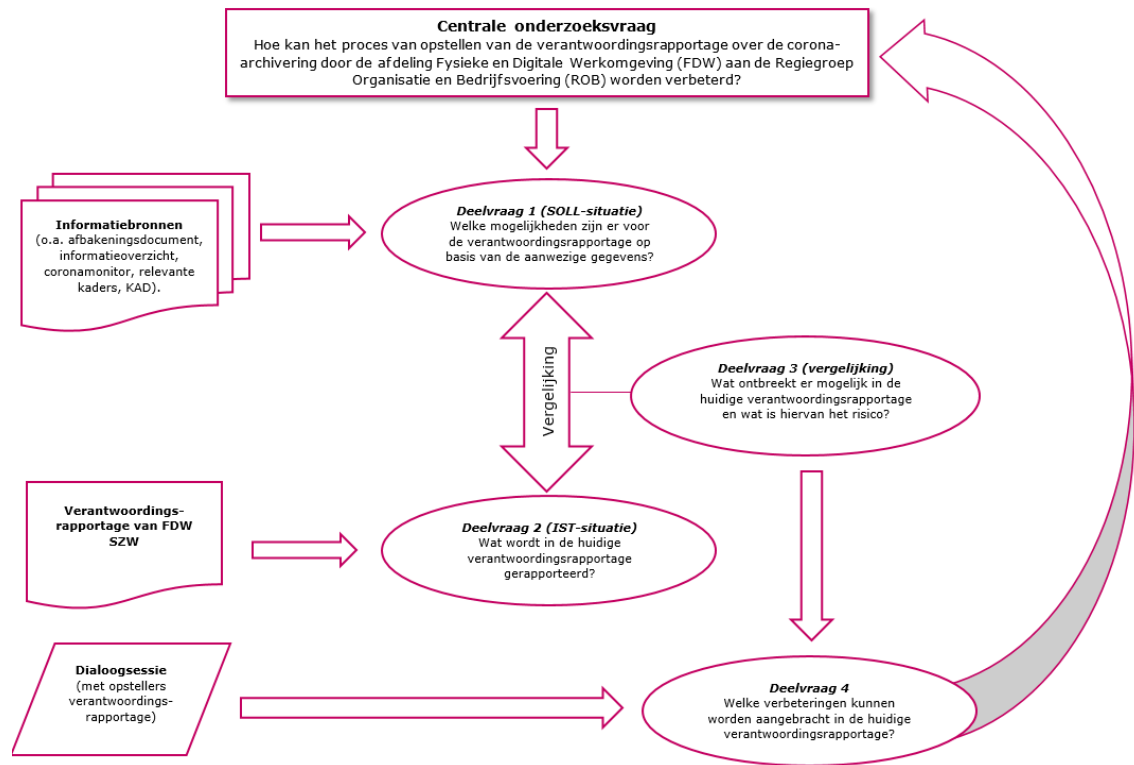 Centrale onderzoeksvraag
Hoe kan het proces van opstellen van de verantwoordingsrapportage over de corona-
archivering door de afdeling Fysieke en Digitale Werkomgeving (FDW) aan de Regiegroep
Organisatie en Bedrijfsvoering (ROB) worden verbeterd?
Informatiebronnen
(o.a. afbakeningsdocument,
informatieoverzicht,
coronamonitor, relevante
kaders, KAD).
Deelvraag 1 (SOLL-situatie)
Welke mogelijkheden zijn er voor
de verantwoordingsrapportage op
basis van de aanwezige gegevens?
Vergelijking
Deelvraag 3 (vergelijking)
Wat ontbreekt er mogelijk in de
huidige verantwoordingsrapportage
en wat is hiervan het risico?
Verantwoordings-
rapportage van FDW
SZW
Deelvraag 2 (IST-situatie)
Wat wordt in de huidige
verantwoordingsrapportage
gerapporteerd?
Dialoogsessie
(met opstellers
verantwoordings-
rapportage)
Deelvraag 4
Welke verbeteringen kunnen
worden aangebracht in de huidige
verantwoordingsrapportage?